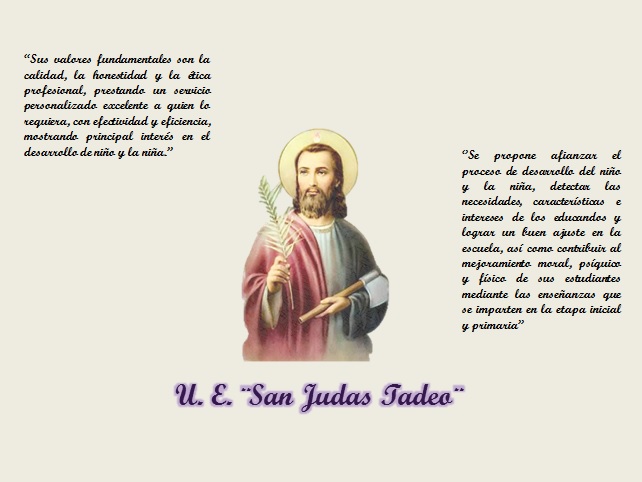 “Sus valores fundamentales son la
calidad, la honestidad y la ética
profesional, prestando un servicio
personalizado excelente a quien lo
requiera, con efectividad y eficiencia,
mostrando principal interés en el
desarrollo de niño y la niña.”
“Se propone afianzar el
proceso de desarrollo del niño
y la niña, detectar las
necesidades, características e
intereses de los educandos y
lograr un buen ajuste en la
escuela, así como contribuir al
mejoramiento moral, psíquico
y físico de sus estudiantes
mediante las enseñanzas que
se imparten en la etapa inicial
y primaria”
U. E. ¨San Judas Tadeo¨